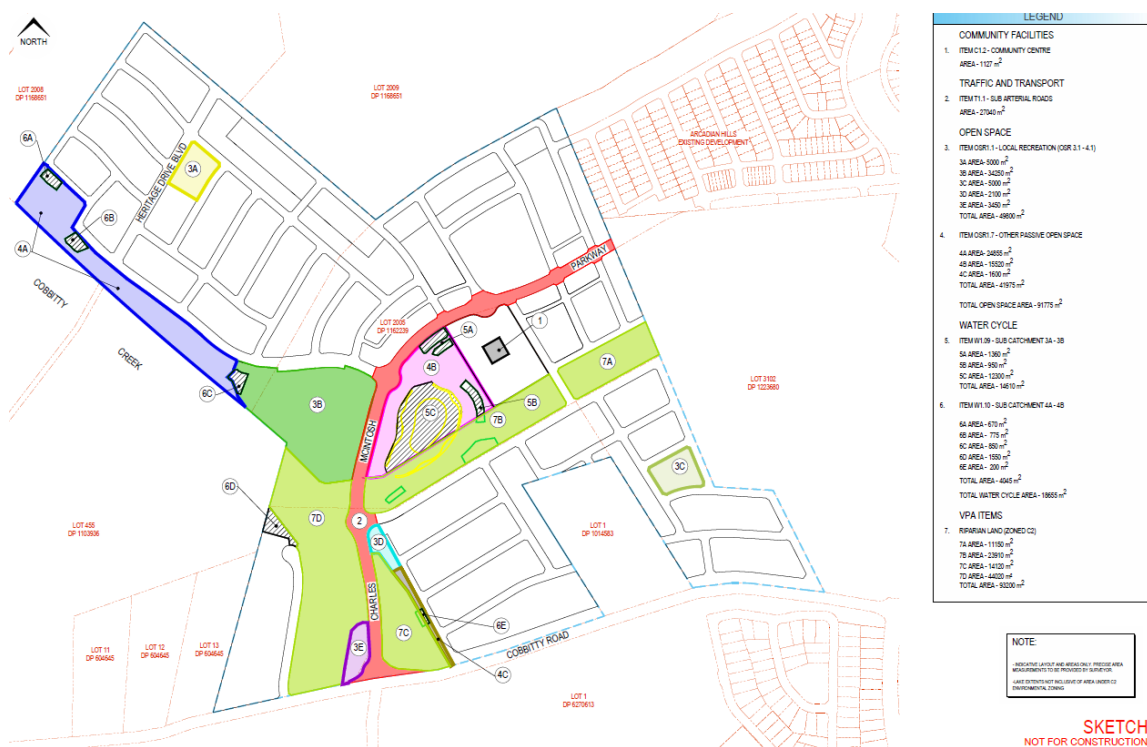 NORTH
LOT 2008
DP 1168651
LOT 2009
DP 1168651
6A
3A
HERITAGE DRIVE BLVD
6B
4A
COBBITTY
CREEK
ARCADIAN HILLS
EXISTING DEVELOPMENT
PARKWAY
LOT 2005
DP 1162239
5A
1
4B
7A
LOT 3102
DP 1223680
6C
3B
5C
5B
7B
MCINTOSH
3C
6D
7D
2
3D
LOT 455
DP 1103936
LOT 1
DP 1014583
CHARLES
6E
7C
3E
COBBITTY ROAD
4C
LOT 11
DP 604645
LOT 12
DP 604645
LOT 13
DP 604645
LOT 1
DP 6270613
LEGEND
COMMUNITY FACILITIES
1. ITEM C1.2 - COMMUNITY CENTRE
AREA - 1127 m²
TRAFFIC AND TRANSPORT
2. ITEM T1.1 - SUB ARTERIAL ROADS
AREA - 27040 m²
OPEN SPACE
3. ITEM OSR1.1 - LOCAL RECREATION (OSR 3.1 - 4.1)
3A AREA- 5000 m²
3B AREA - 34250 m²
3C AREA - 5000 m²
3D AREA - 2100 m²
3E AREA - 3450 m²
TOTAL AREA - 49800 m²
4. ITEM OSR1.7 - OTHER PASSIVE OPEN SPACE
4A AREA- 24855 m²
4B AREA - 15520 m²
4C AREA - 1600 m²
TOTAL AREA - 41975 m²
TOTAL OPEN SPACE AREA - 91775 m²
WATER CYCLE
5. ITEM W1.09 - SUB CATCHMENT 3A - 3B
5A AREA - 1360 m²
5B AREA - 950 m²
5C AREA - 12300 m²
TOTAL AREA - 14610 m²
6. ITEM W1.10 - SUB CATCHMENT 4A - 4B
6A AREA - 670 m²
6B AREA - 775 m²
6C AREA - 850 m²
6D AREA - 1550 m²
6E AREA - 200 m²
TOTAL AREA - 4045 m²
TOTAL WATER CYCLE AREA - 18655 m²
VPA ITEMS
7. RIPARIAN LAND (ZONED C2)
7A AREA - 11150 m²
7B AREA - 23910 m²
7C AREA - 14120 m²
7D AREA - 44020 m²
TOTAL AREA - 93200 m²
NOTE:
- INDICATIVE LAYOUT AND AREAS ONLY. PRECISE AREA
MEASUREMENTS TO BE PROVIDED BY SURVEYOR.
-LAKE EXTENTS NOT INCLUSIVE OF AREA UNDER C2
ENVIRONMENTAL ZONING
SKETCH
NOT FOR CONSTRUCTION